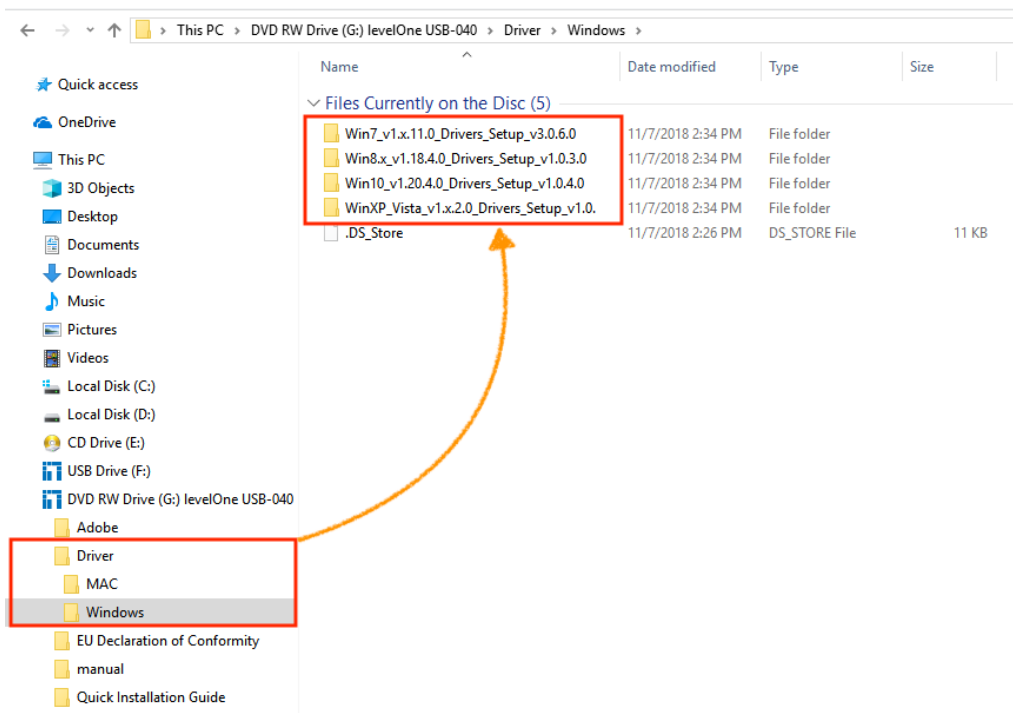 This PC > DVD RW Drive (G:) levelOne USB-040 > Driver > Windows >
Name Date modified Type Size
Quick access
OneDrive
This PC
3D Objects
Desktop
Documents
Downloads
Music
Pictures
Videos
Local Disk (C:)
Local Disk (D:)
CD Drive (E:)
USB Drive (F:)
DVD RW Drive (G:) levelOne USB-040
Adobe
Driver
MAC
Windows
EU Declaration of Conformity
manual
Quick Installation Guide
Files Currently on the Disc (5)
Win7_v1.x.11.0_Drivers_Setup_v3.0.6.0 11/7/2018 2:34 PM File folder
Win8.x_v1.18.4.0_Drivers_Setup_v1.0.3.0 11/7/2018 2:34 PM File folder
Win10_v1.20.4.0_Drivers_Setup_v1.0.4.0 11/7/2018 2:34 PM File folder
WinXP_Vista_v1.x.2.0_Drivers_Setup_v1.0. 11/7/2018 2:34 PM File folder
.DS_Store 11/7/2018 2:26 PM DS_STORE File 11 KB